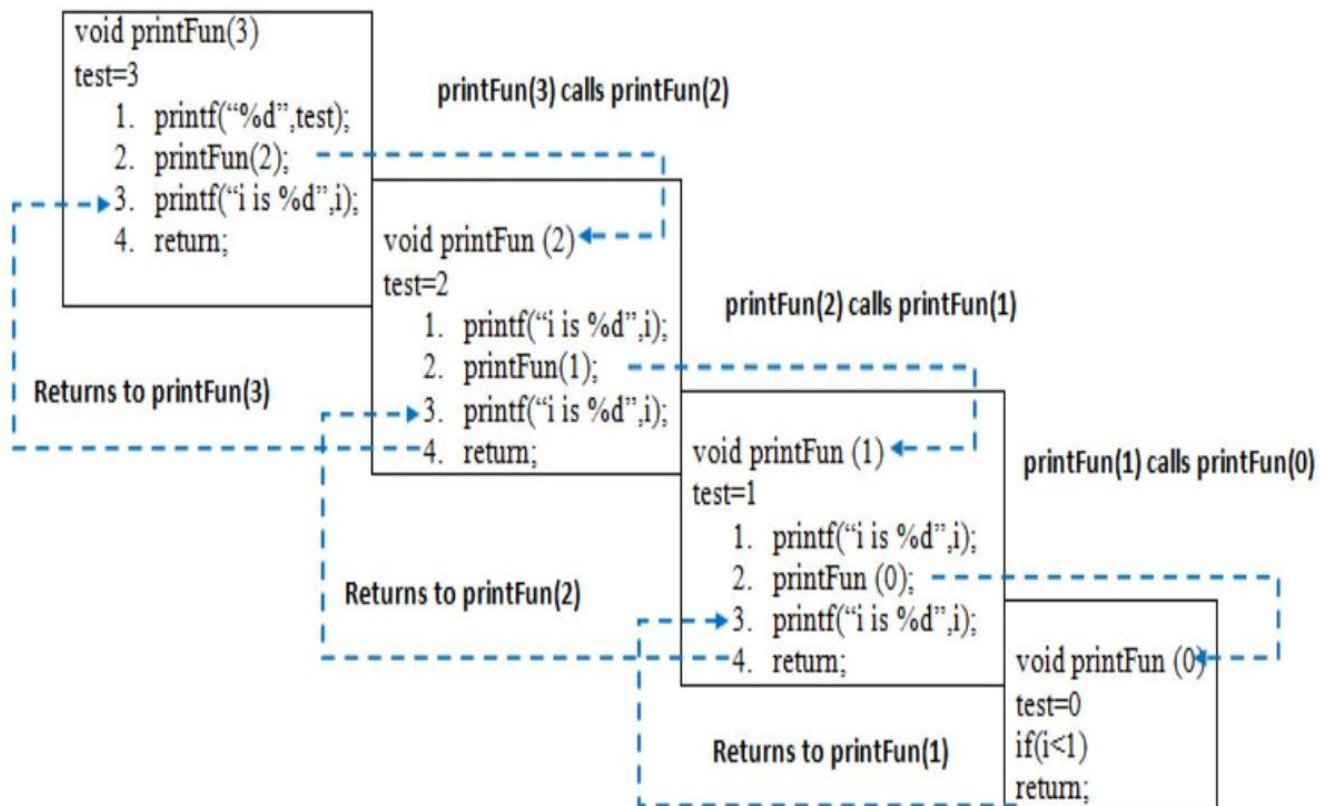 void printFun(3)
test=3
1. printf(“%d”,test);
2. printFun(2);
3. printf(“i is %d”,i);
4. return;
printFun(3) calls printFun(2)
void printFun (2)
test=2
1. printf(“i is %d”,i);
2. printFun(1);
3. printf(“i is %d”,i);
4. return;
printFun(2) calls printFun(1)
Returns to printFun(3)
void printFun (1)
test=1
1. printf(“i is %d”,i);
2. printFun (0);
3. printf(“i is %d”,i);
4. return;
printFun(1) calls printFun(0)
Returns to printFun(2)
void printFun (0)
test=0
if(i<1)
return;
Returns to printFun(1)